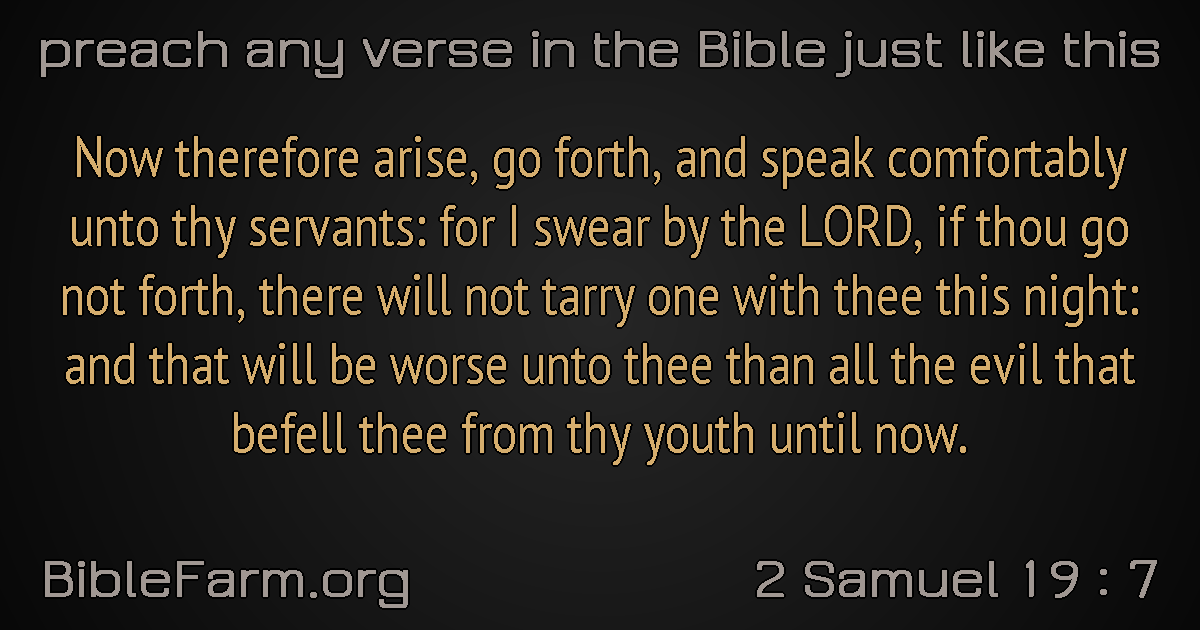 preach any verse in the Bible just like this
Now therefore arise, go forth, and speak comfortably
unto thy servants: for I swear by the LORD, if thou go
not forth, there will not tarry one with thee this night:
and that will be worse unto thee than all the evil that
befell thee from thy youth until now.
BibleFarm.org
2 Samuel 19 : 7